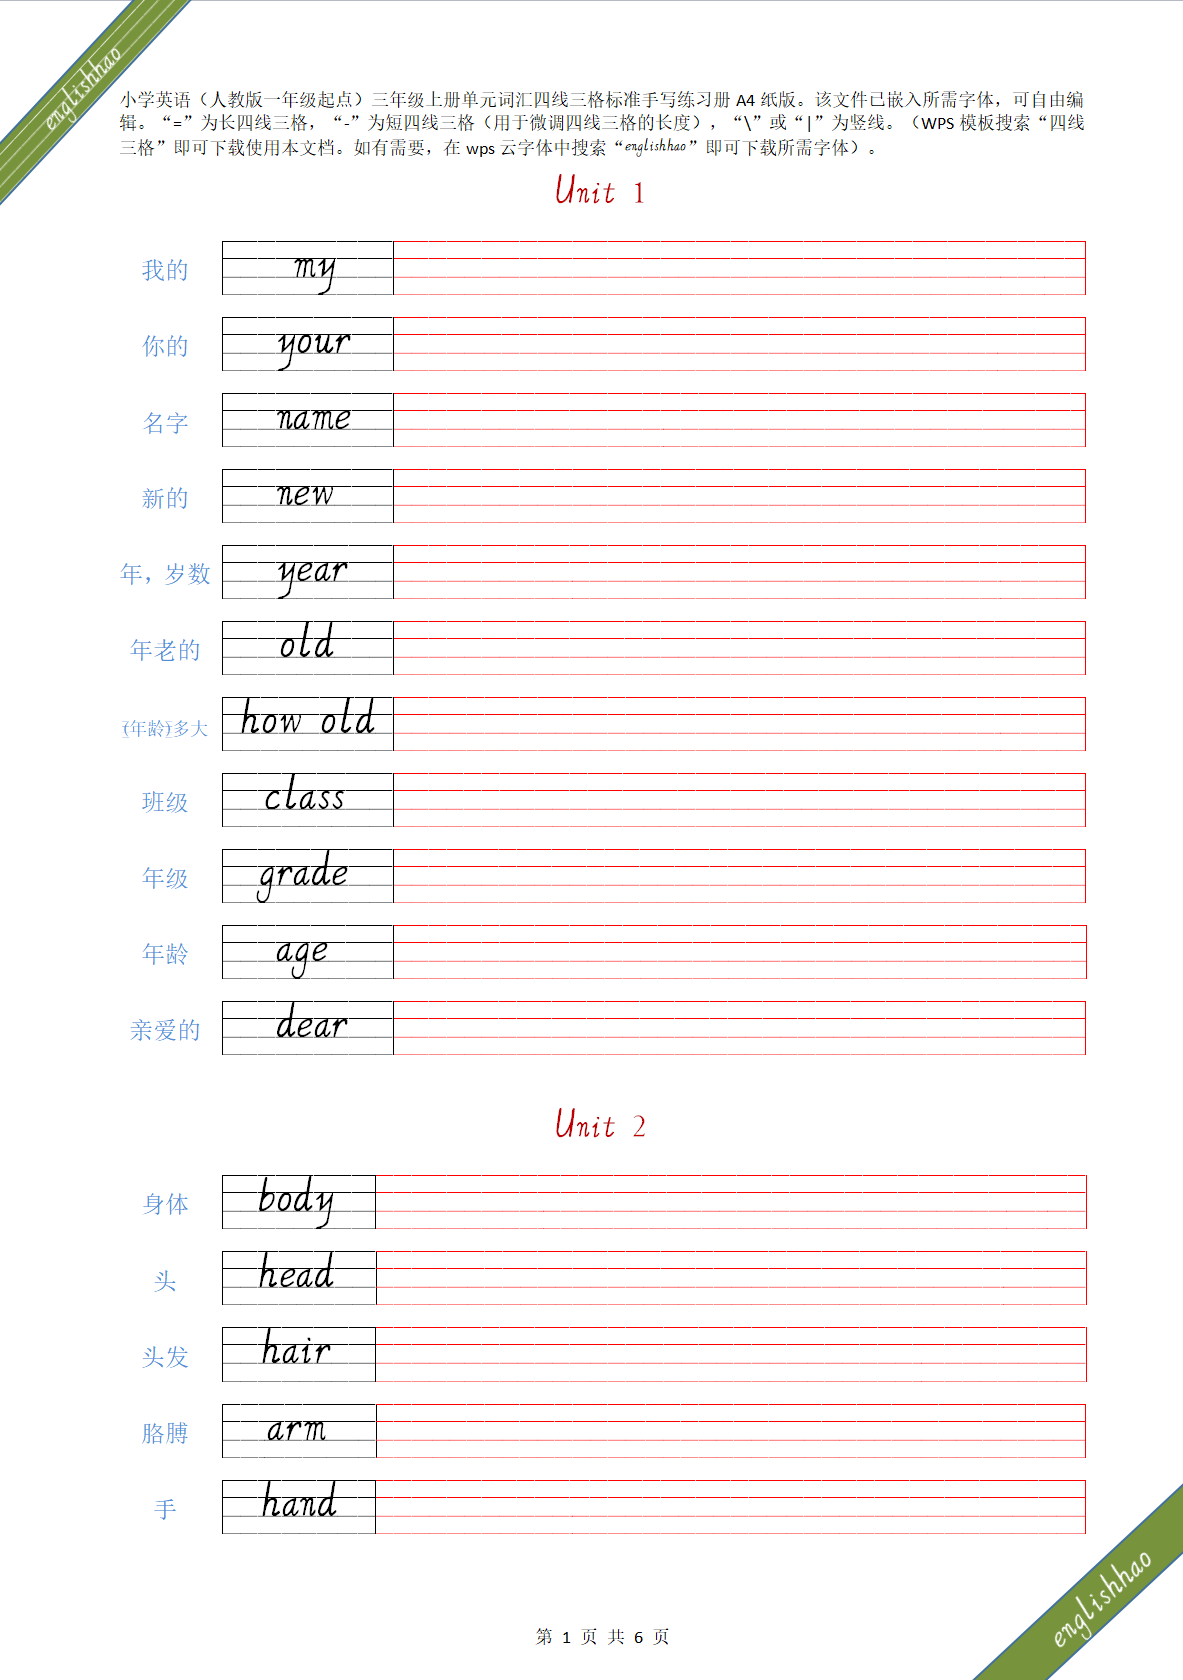 englishhao
小学英语（人教版一年级起点）三年级上册单元词汇四线三格标准手写练习册 A4 纸版。该文件已嵌入所需字体，可自由编
辑。“=”为长四线三格，“-”为短四线三格（用于微调四线三格的长度），“\”或“|”为竖线。（WPS 模板搜索“四线
三格”即可下载使用本文档。如有需要，在 wps 云字体中搜索“englishhao”即可下载所需字体）。
Unit 1
我的 my
你的 your
名字 name
新的 new
年，岁数 year
年老的 old
(年龄)多大 how old
班级 class
年级 grade
年龄 age
亲爱的 dear
Unit 2
身体 body
头 head
头发 hair
胳膊 arm
手 hand
englishhao
第 1 页 共 6 页